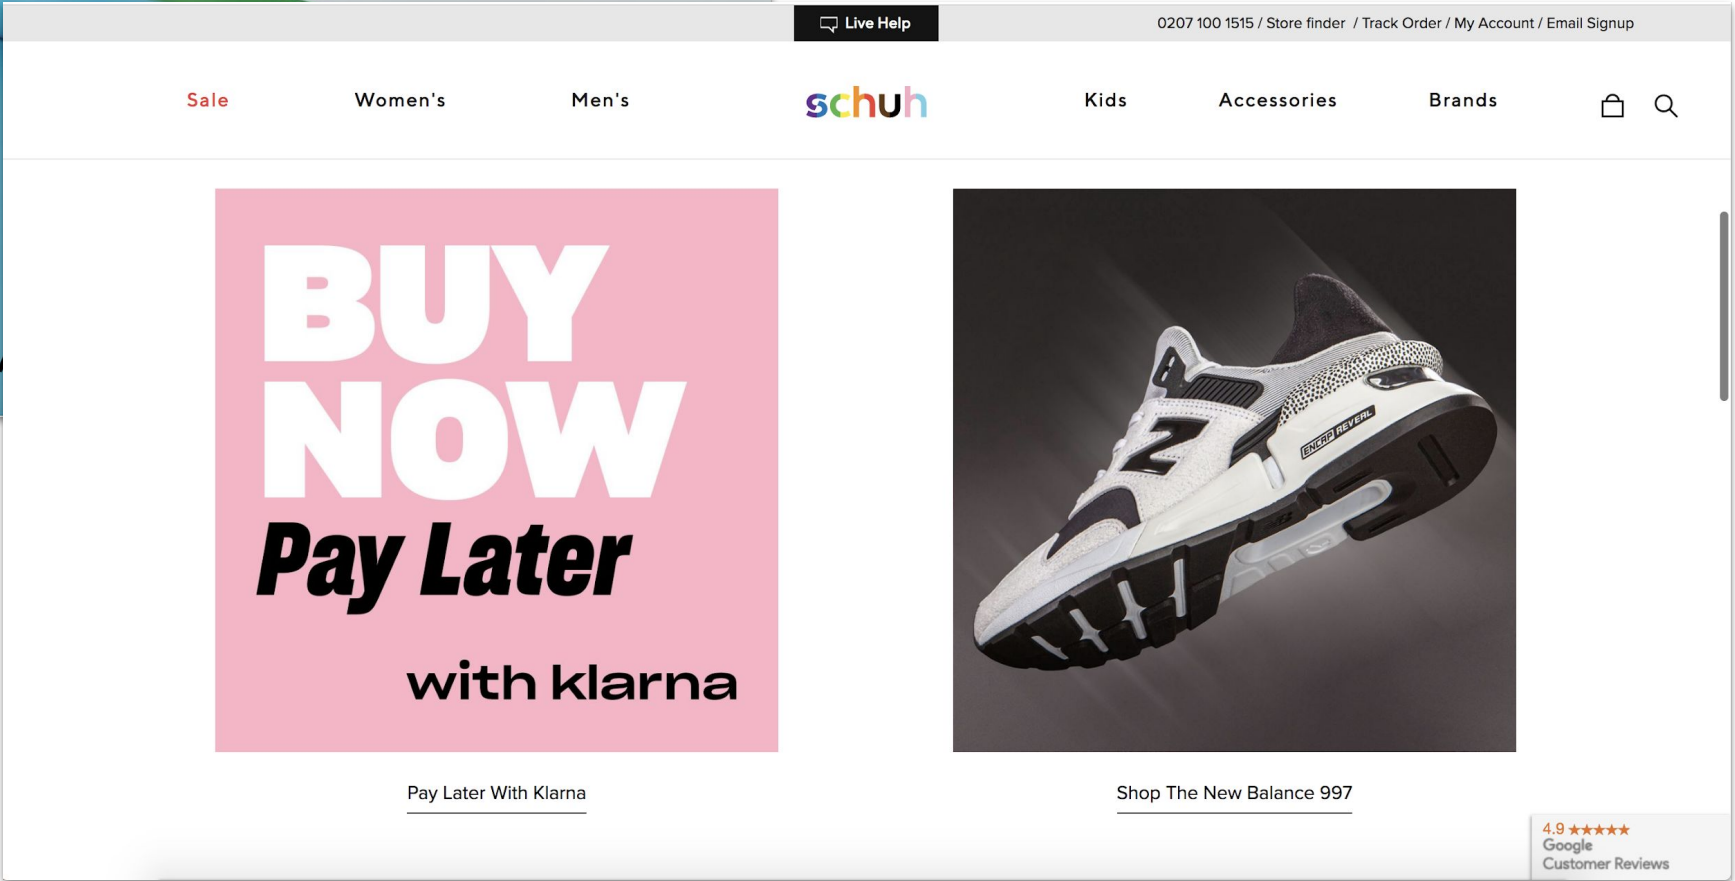 Live Help
0207 100 1515 / Store finder / Track Order / My Account / Email Signup
Sale
Women's
Men's
schuh
Kids
Accessories
Brands
BUY
NOW
Pay Later
with klarna
N
ENCAP REVEAL
Pay Later With Klarna
Shop The New Balance 997
4.9 ★★★★★
Google
Customer Reviews